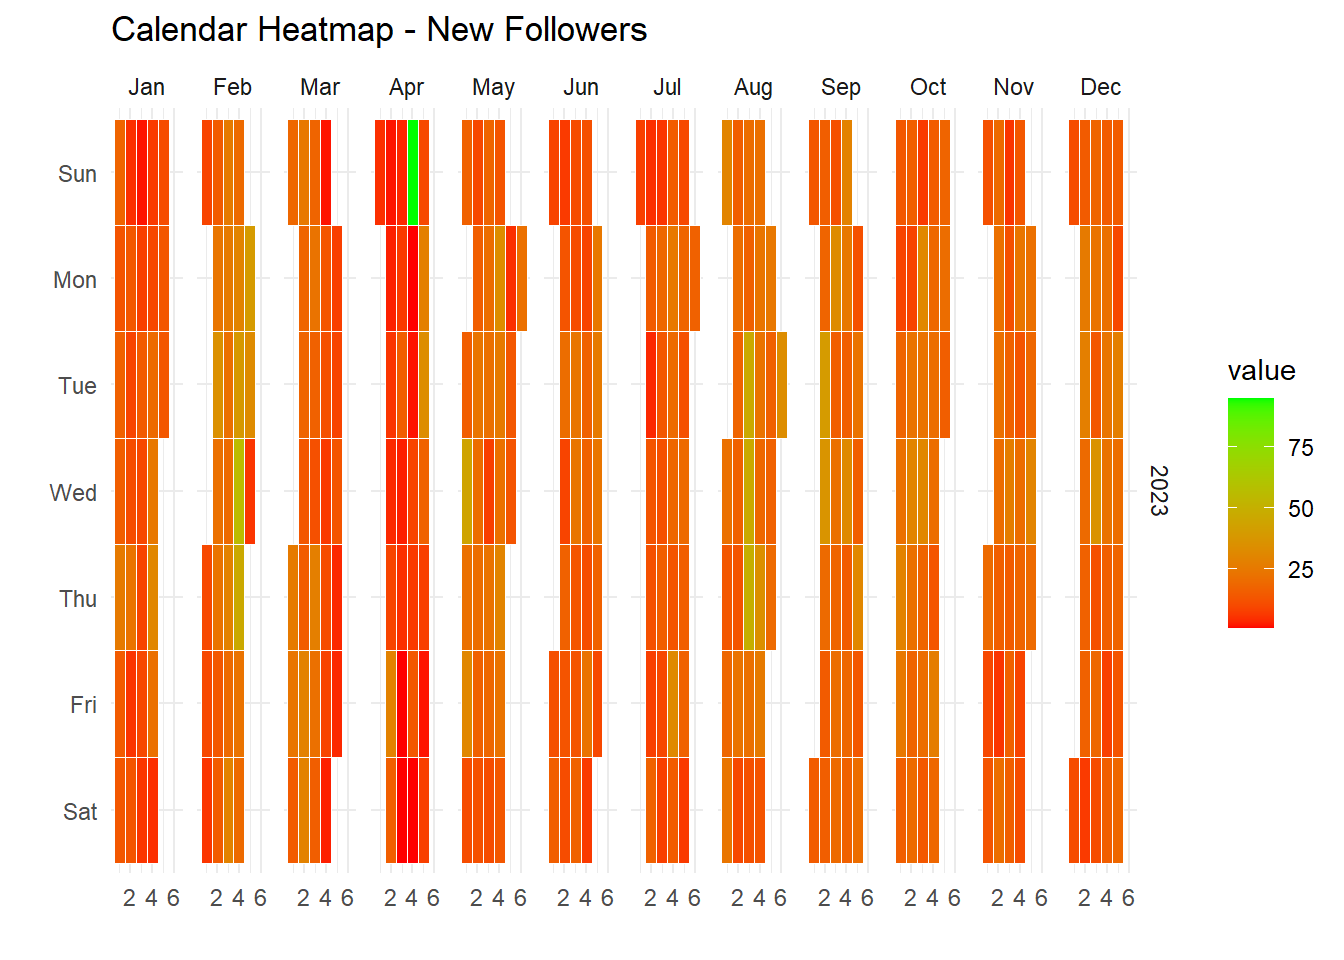 Calendar Heatmap - New Followers
Jan Feb Mar Apr May Jun Jul Aug Sep Oct Nov Dec
Sun
Mon
Tue
Wed
Thu
Fri
Sat
2 4 6 2 4 6 2 4 6 2 4 6 2 4 6 2 4 6 2 4 6 2 4 6 2 4 6 2 4 6 2 4 6 2 4 6
2023
value
75
50
25